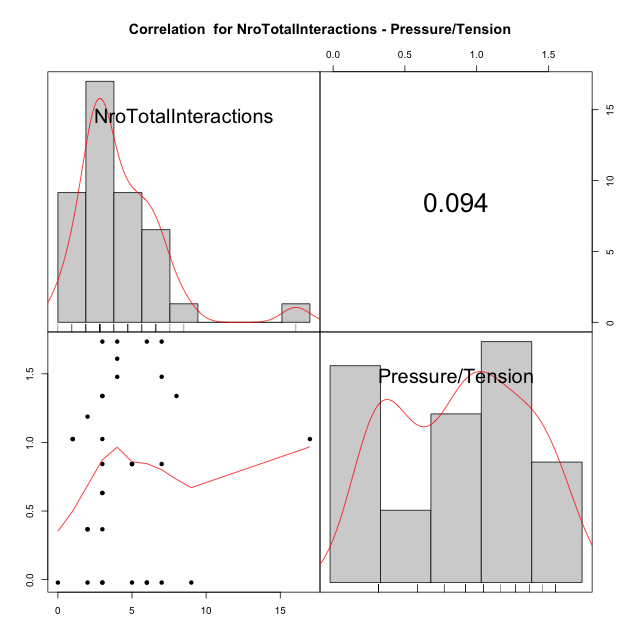 Correlation  for NroTotalInteractions - Pressure/Tension
0.0 0.5 1.0 1.5
NroTotalInteractions
0.094
15
10
5
0
Pressure/Tension
1.5
1.0
0.5
0.0
0 5 10 15